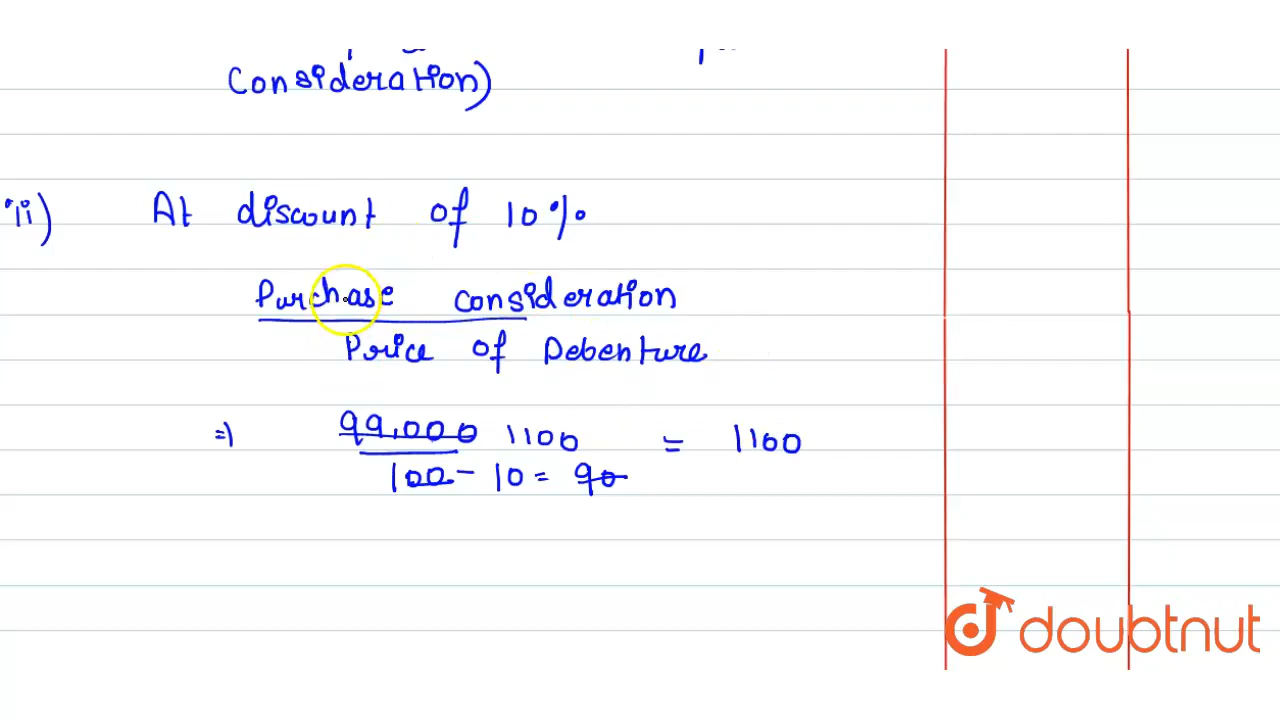 Consideration)
ii) At discount of 10%
Purchase consideration
Price of Debenture
=) 99,000 1100 = 1100
100 - 10 = 90
doubtnut